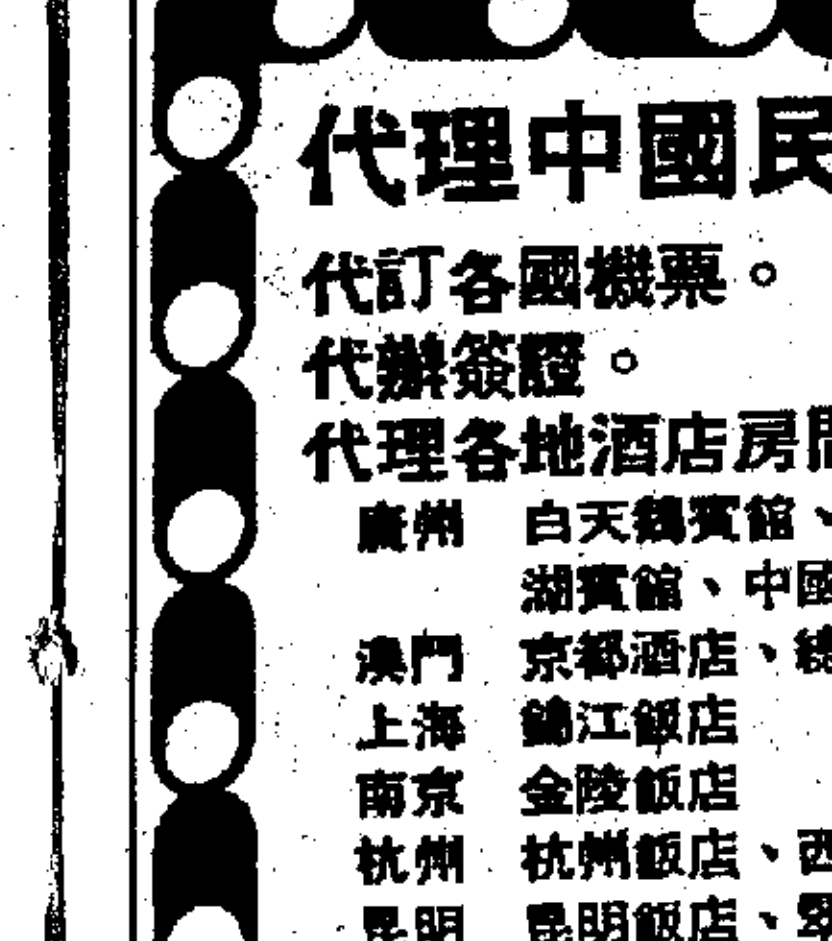 代理中國民
代訂各國機票。
代辦簽證。
代理各地酒店房間
廣州 白天鵝賓館、
湖賓館、中國
澳門 京都酒店、總
上海 錦江飯店
南京 金陵飯店
杭州 杭州飯店、西
昆明 昆明飯店、翠